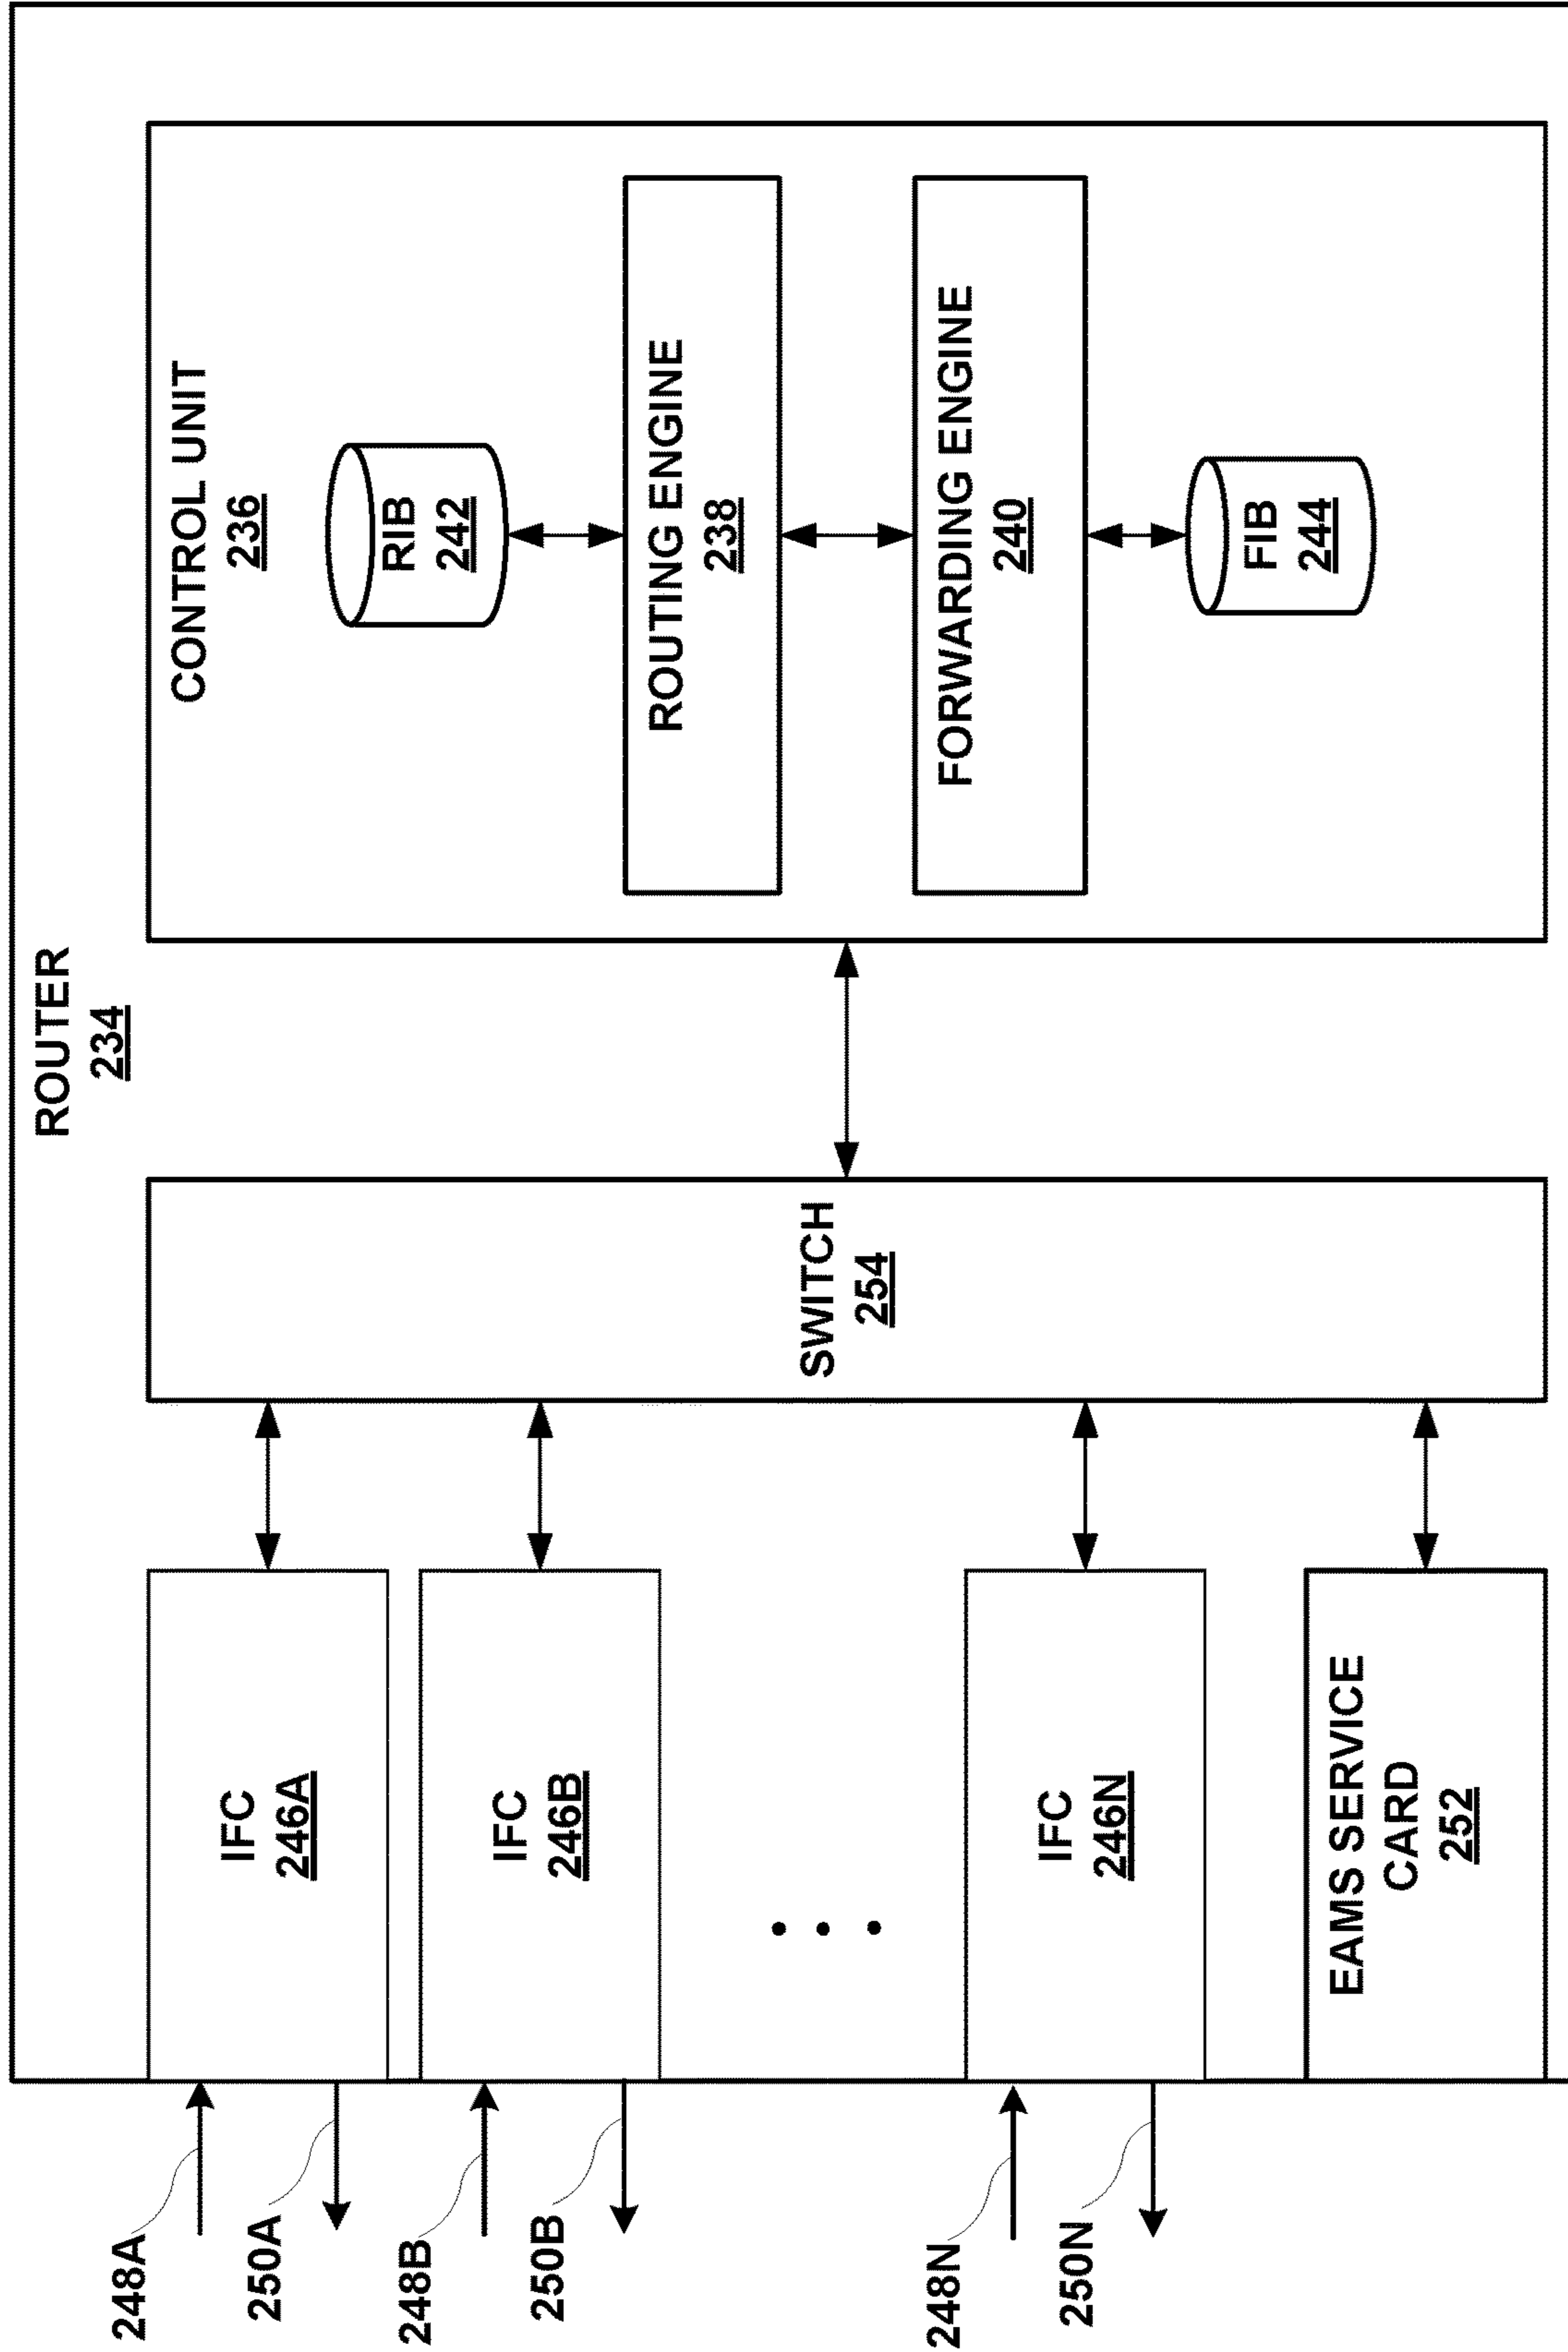 ROUTER
234
248A
250A
248B
250B
248N
250N
IFC
246A
IFC
246B
IFC
246N
EAMS SERVICE
CARD
252
SWITCH
254
CONTROL UNIT
236
RIB
242
ROUTING ENGINE
238
FORWARDING ENGINE
240
FIB
244